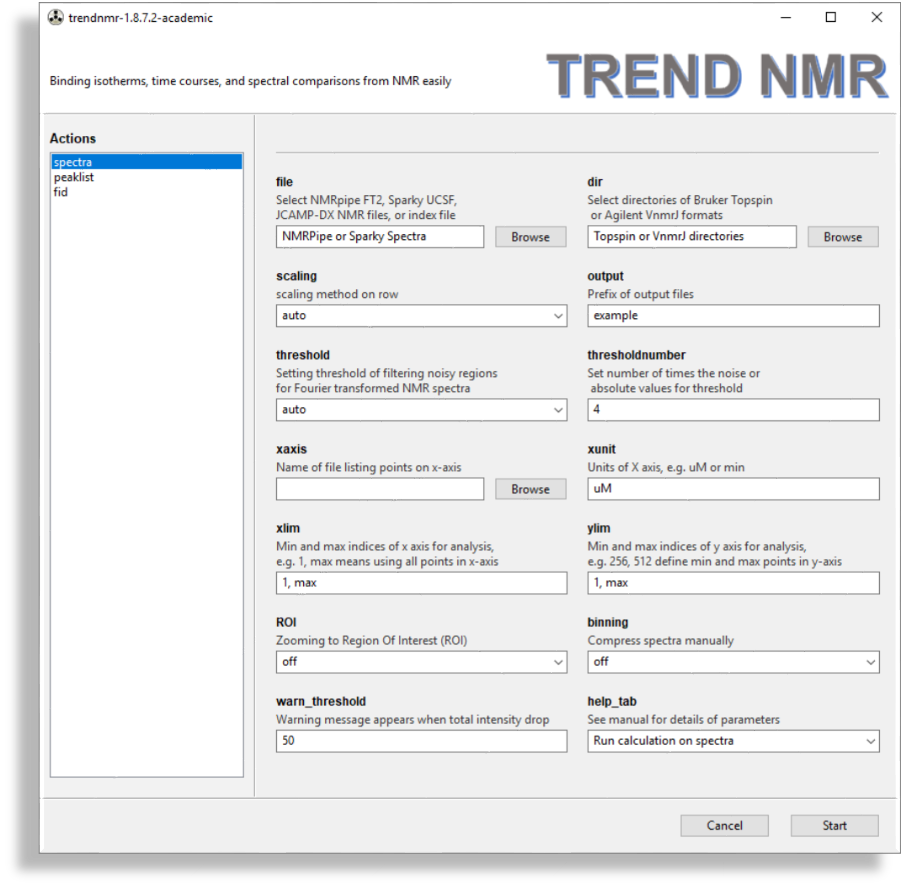 trendnmr-1.8.7.2-academic
Binding isotherms, time courses, and spectral comparisons from NMR easily
TREND NMR
Actions
spectra
peaklist
fid
file
Select NMRpipe FT2, Sparky UCSF,
JCAMP-DX NMR files, or index file
NMRPipe or Sparky Spectra
Browse
dir
Select directories of Bruker Topspin
or Agilent VnmrJ formats
Topspin or VnmrJ directories
Browse
scaling
scaling method on row
auto
output
Prefix of output files
example
threshold
Setting threshold of filtering noisy regions
for Fourier transformed NMR spectra
auto
thresholdnumber
Set number of times the noise or
absolute values for threshold
4
xaxis
Name of file listing points on x-axis
Browse
xunit
Units of X axis, e.g. uM or min
uM
xlim
Min and max indices of x axis for analysis,
e.g. 1, max means using all points in x-axis
1, max
ylim
Min and max indices of y axis for analysis,
e.g. 256, 512 define min and max points in y-axis
1, max
ROI
Zooming to Region Of Interest (ROI)
off
binning
Compress spectra manually
off
warn_threshold
Warning message appears when total intensity drop
50
help_tab
See manual for details of parameters
Run calculation on spectra
Cancel
Start